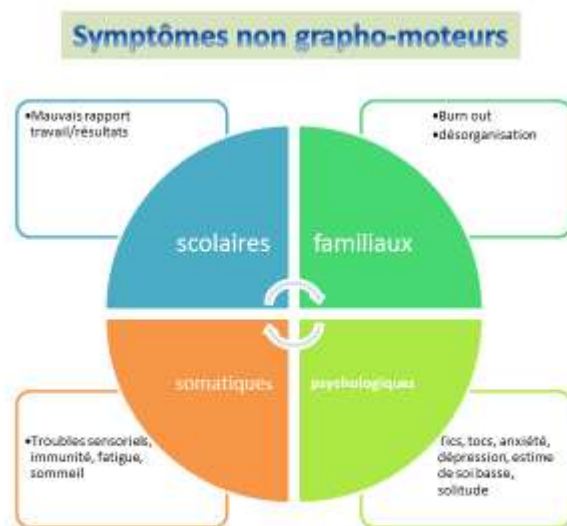 Symptômes non grapho-moteurs
•Mauvais rapport
travail/résultats
•Burn out
•désorganisation
scolaires
familiaux
somatiques
psychologiques
•Troubles sensoriels,
immunité, fatigue,
sommeil
Tics, tocs, anxiété,
dépression, estime
de soi basse,
solitude